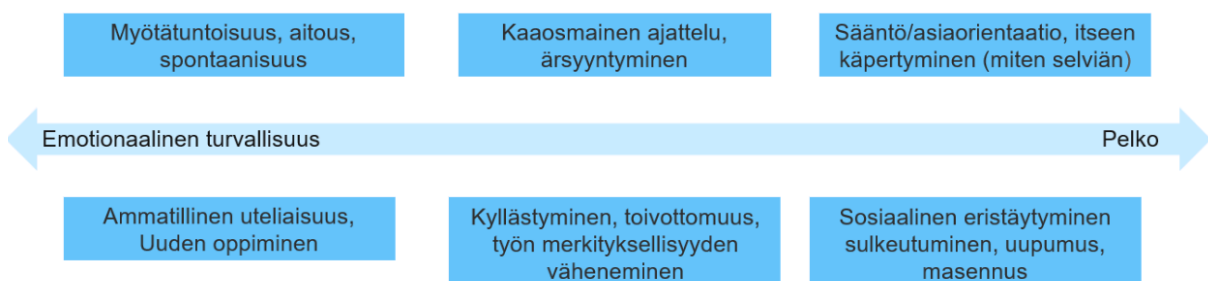 Myötätuntoisuus, aitous,
spontaanisuus
Kaaosmainen ajattelu,
ärsyyntyminen
Sääntö/asiaorientaatio, itseen
käpertyminen (miten selviän)
Emotionaalinen turvallisuus
Pelko
Ammatillinen uteliaisuus,
Uuden oppiminen
Kyllästyminen, toivottomuus,
työn merkityksellisyyden
väheneminen
Sosiaalinen eristäytyminen
sulkeutuminen, uupumus,
masennus